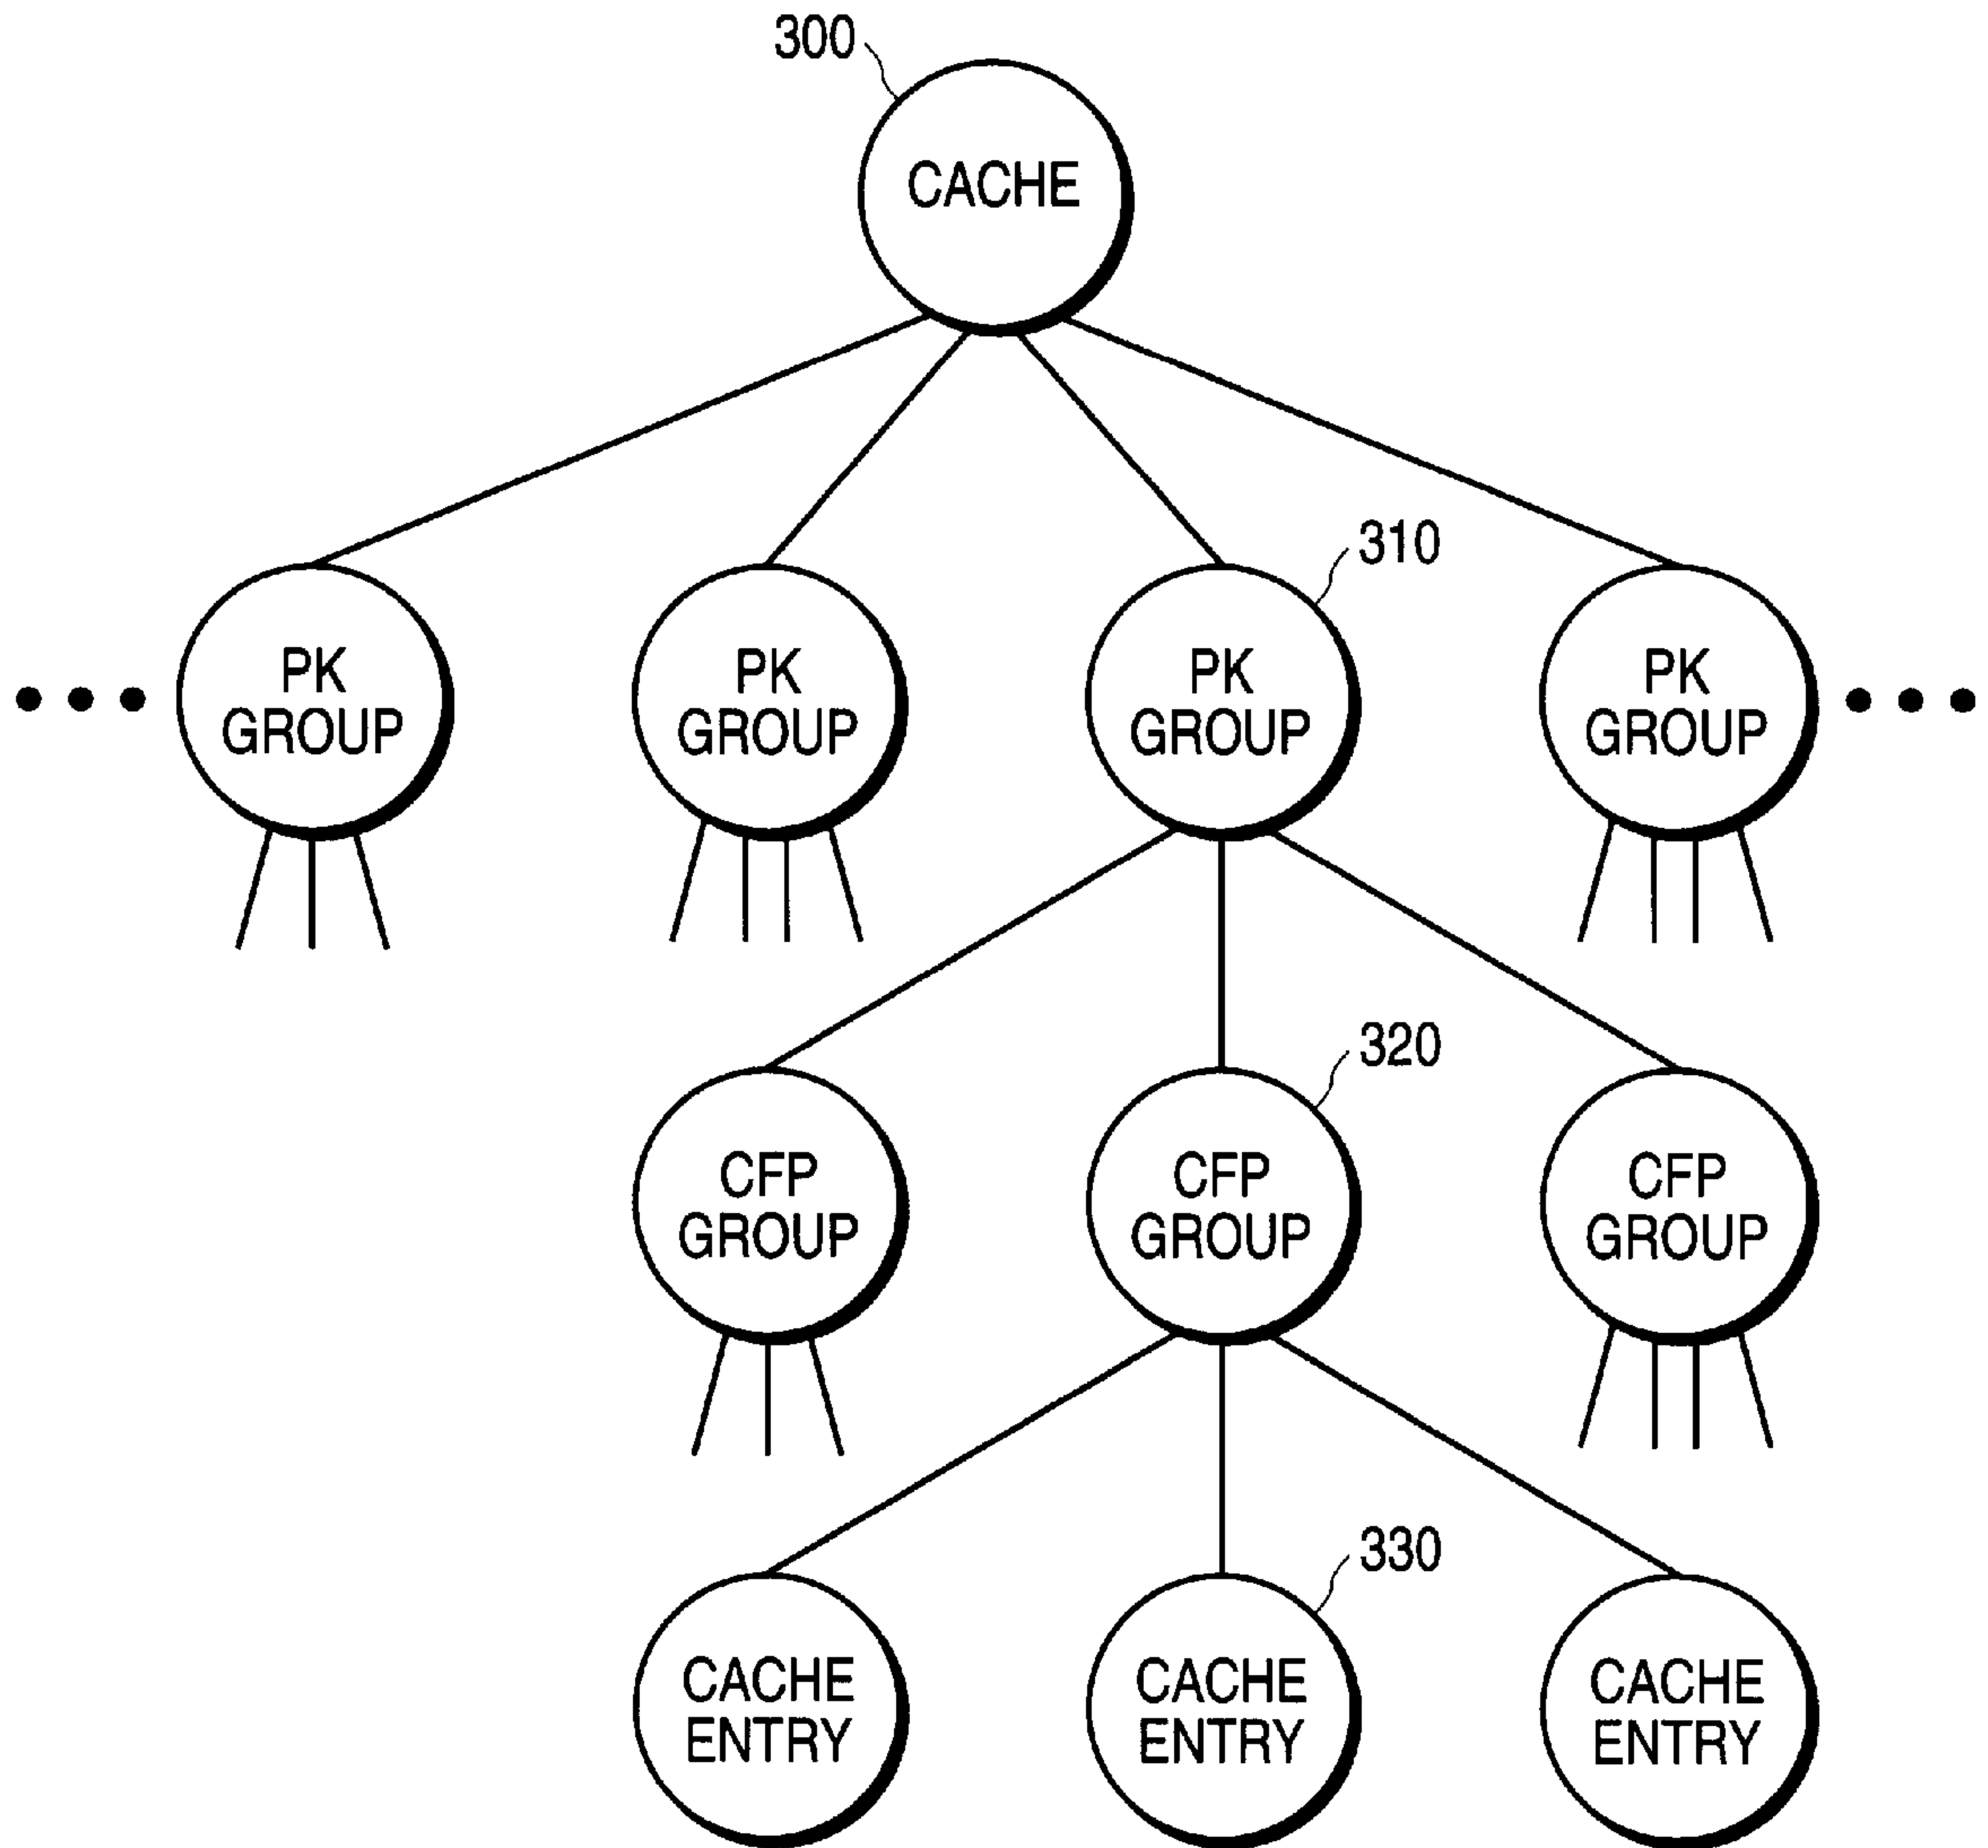 300
CACHE
310
PK
GROUP
PK
GROUP
PK
GROUP
PK
GROUP
320
CFP
GROUP
CFP
GROUP
CFP
GROUP
330
CACHE
ENTRY
CACHE
ENTRY
CACHE
ENTRY